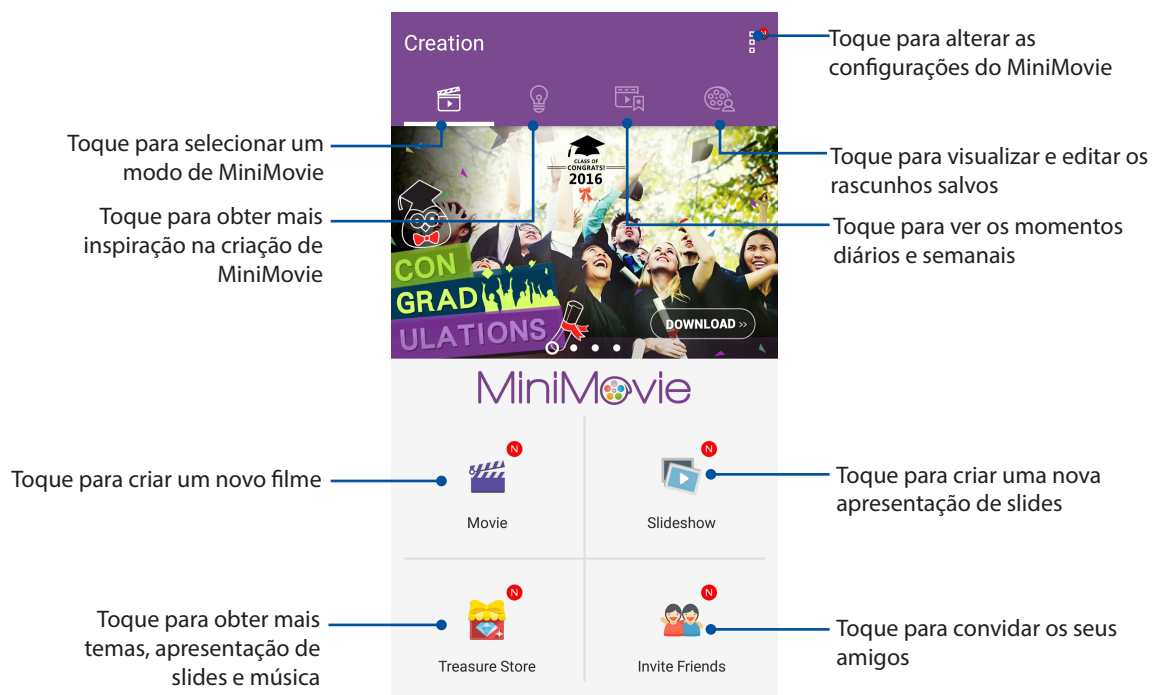 Creation
N
Toque para alterar as
configurações do MiniMovie
Toque para selecionar um
modo de MiniMovie
Toque para obter mais
inspiração na criação de
MiniMovie
Toque para visualizar e editar os
rascunhos salvos
Toque para ver os momentos
diários e semanais
CLASS OF
CONGRATS!
2016
CON
GRAD
ULATIONS
DOWNLOAD >>
MiniMovie
Toque para criar um novo filme
N
Movie
N
Slideshow
Toque para criar uma nova
apresentação de slides
Toque para obter mais
temas, apresentação de
slides e música
N
Treasure Store
N
Invite Friends
Toque para convidar os seus
amigos